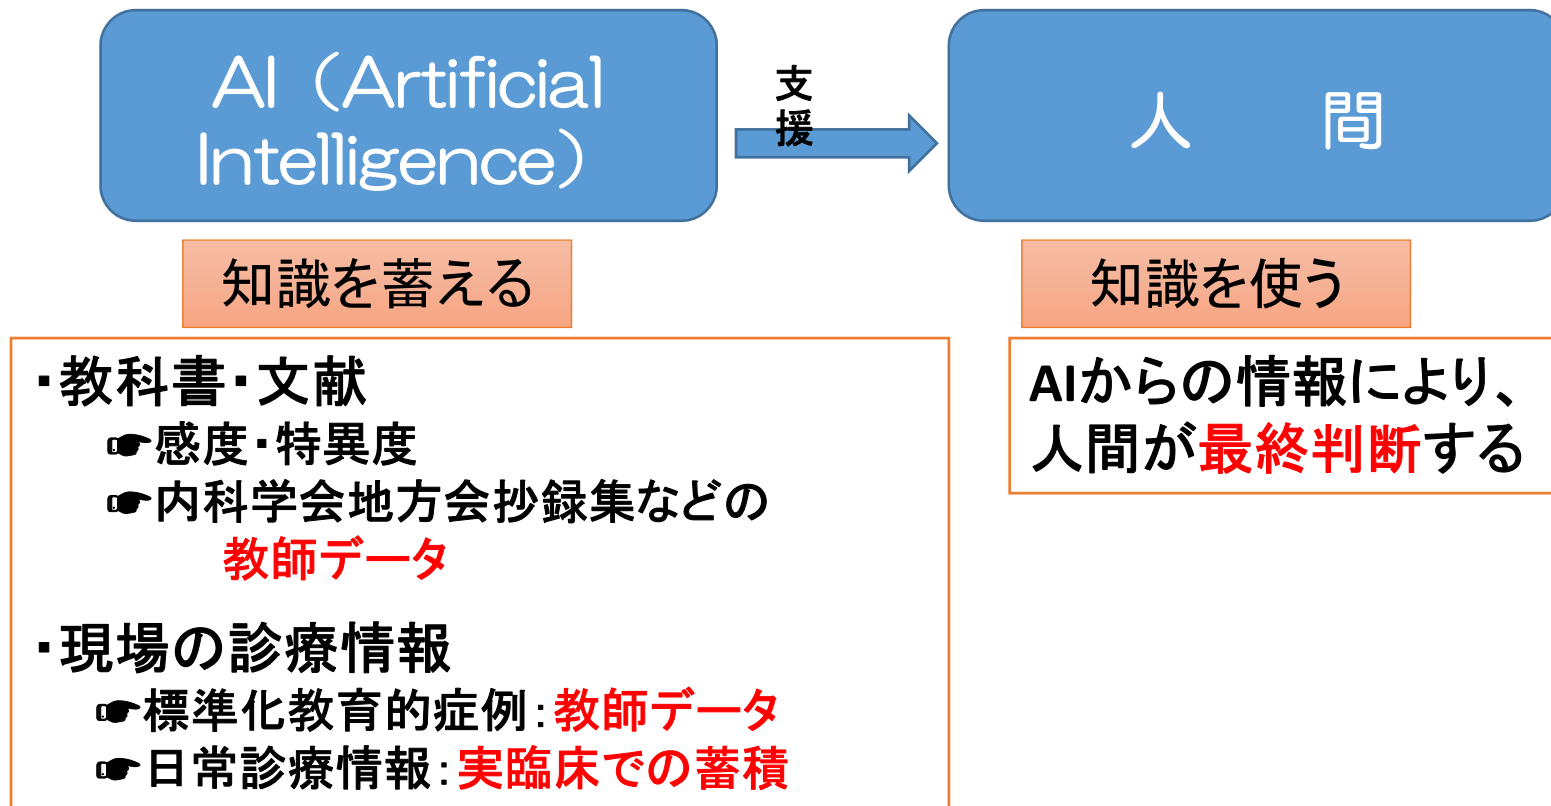 AI（Artificial
Intelligence）
支
援
人　　間
知識を蓄える
知識を使う
・教科書・文献
☛感度・特異度
☛内科学会地方会抄録集などの
教師データ
・現場の診療情報
☛標準化教育的症例：教師データ
☛日常診療情報：実臨床での蓄積
AIからの情報により、
人間が最終判断する